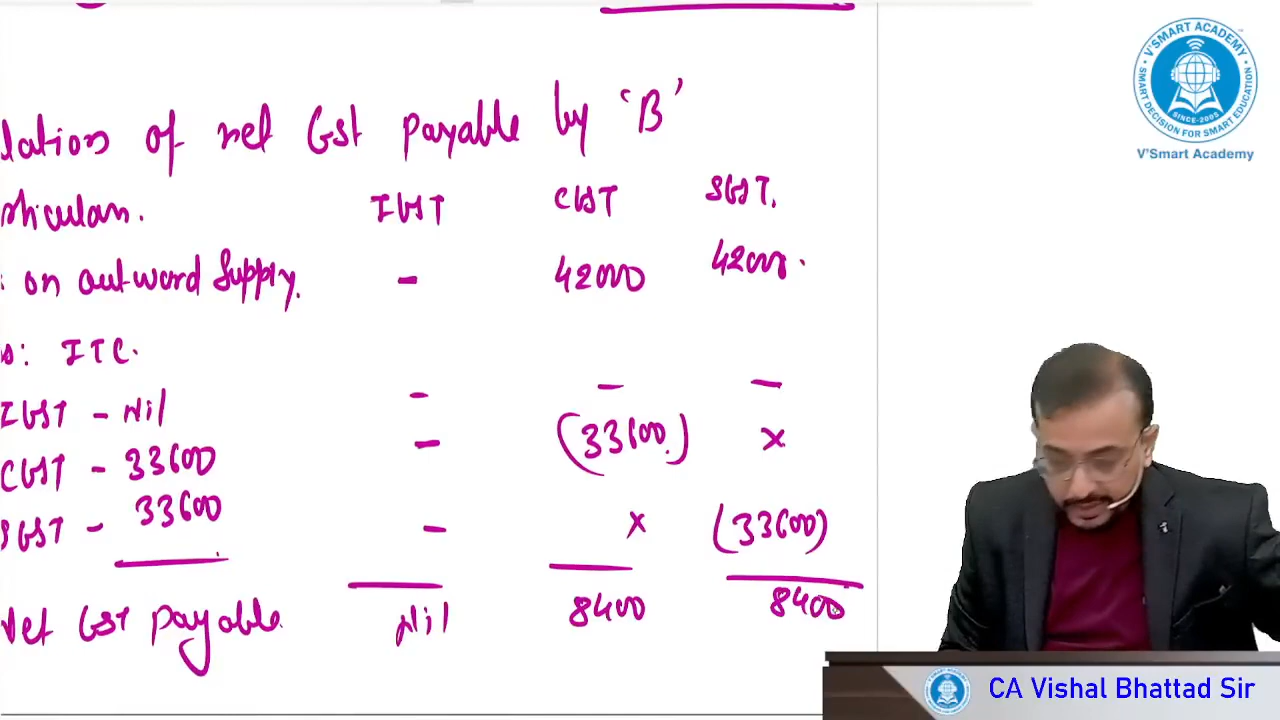 V'SMART ACADEMY
SMART DECISION FOR SMART EDUCATION
SINCE-2005
V'Smart Academy
lation of net GST payable by 'B'
rticulars. IGST CGST SGST.
on outward Supply. - 42000 42000.
s: ITC.
IGST - Nil - - -
CGST - 33600 - (33600) x
SGST - 33600 - x (33600)
Net GST payable. Nil 8400 8400
CA Vishal Bhattad Sir